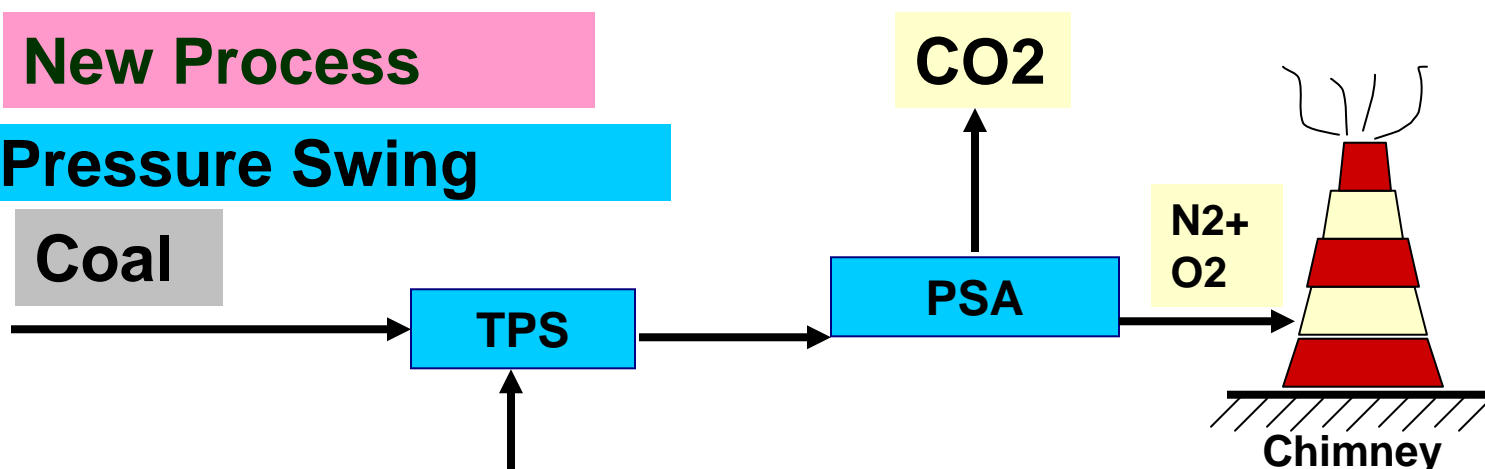 New Process
Pressure Swing
Coal
CO2
N2+
O2
TPS
PSA
Chimney